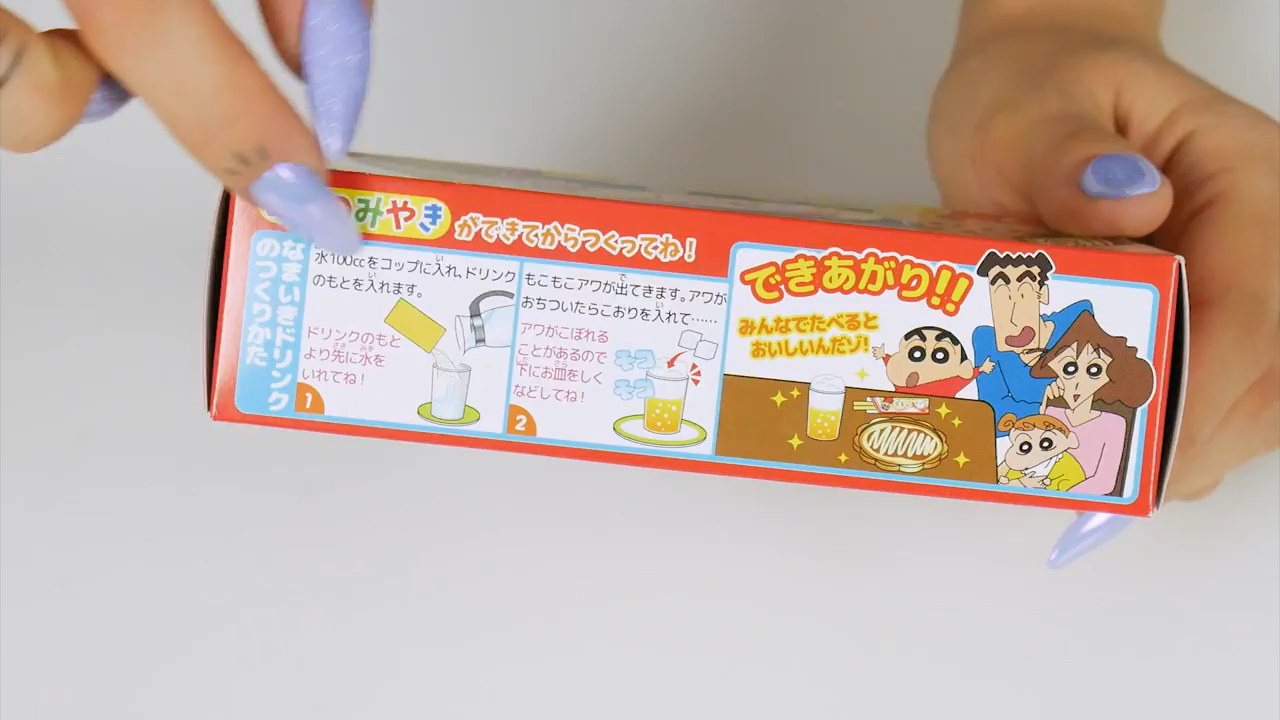 みやき
ができてからつくってね!
なまいきドリンク
のつくりかた
水100ccをコップに入れ、ドリンク
のもとを入れます。
ドリンクのもと
より先に水を
いれてね!
1
もこもこアワが出てきます。アワが
おちついたらこおりを入れて……
アワがこぼれる
ことがあるので
下にお皿をしく
などしてね!
モコ
モコ
2
できあがり!!
みんなでたべると
おいしいんだゾ!